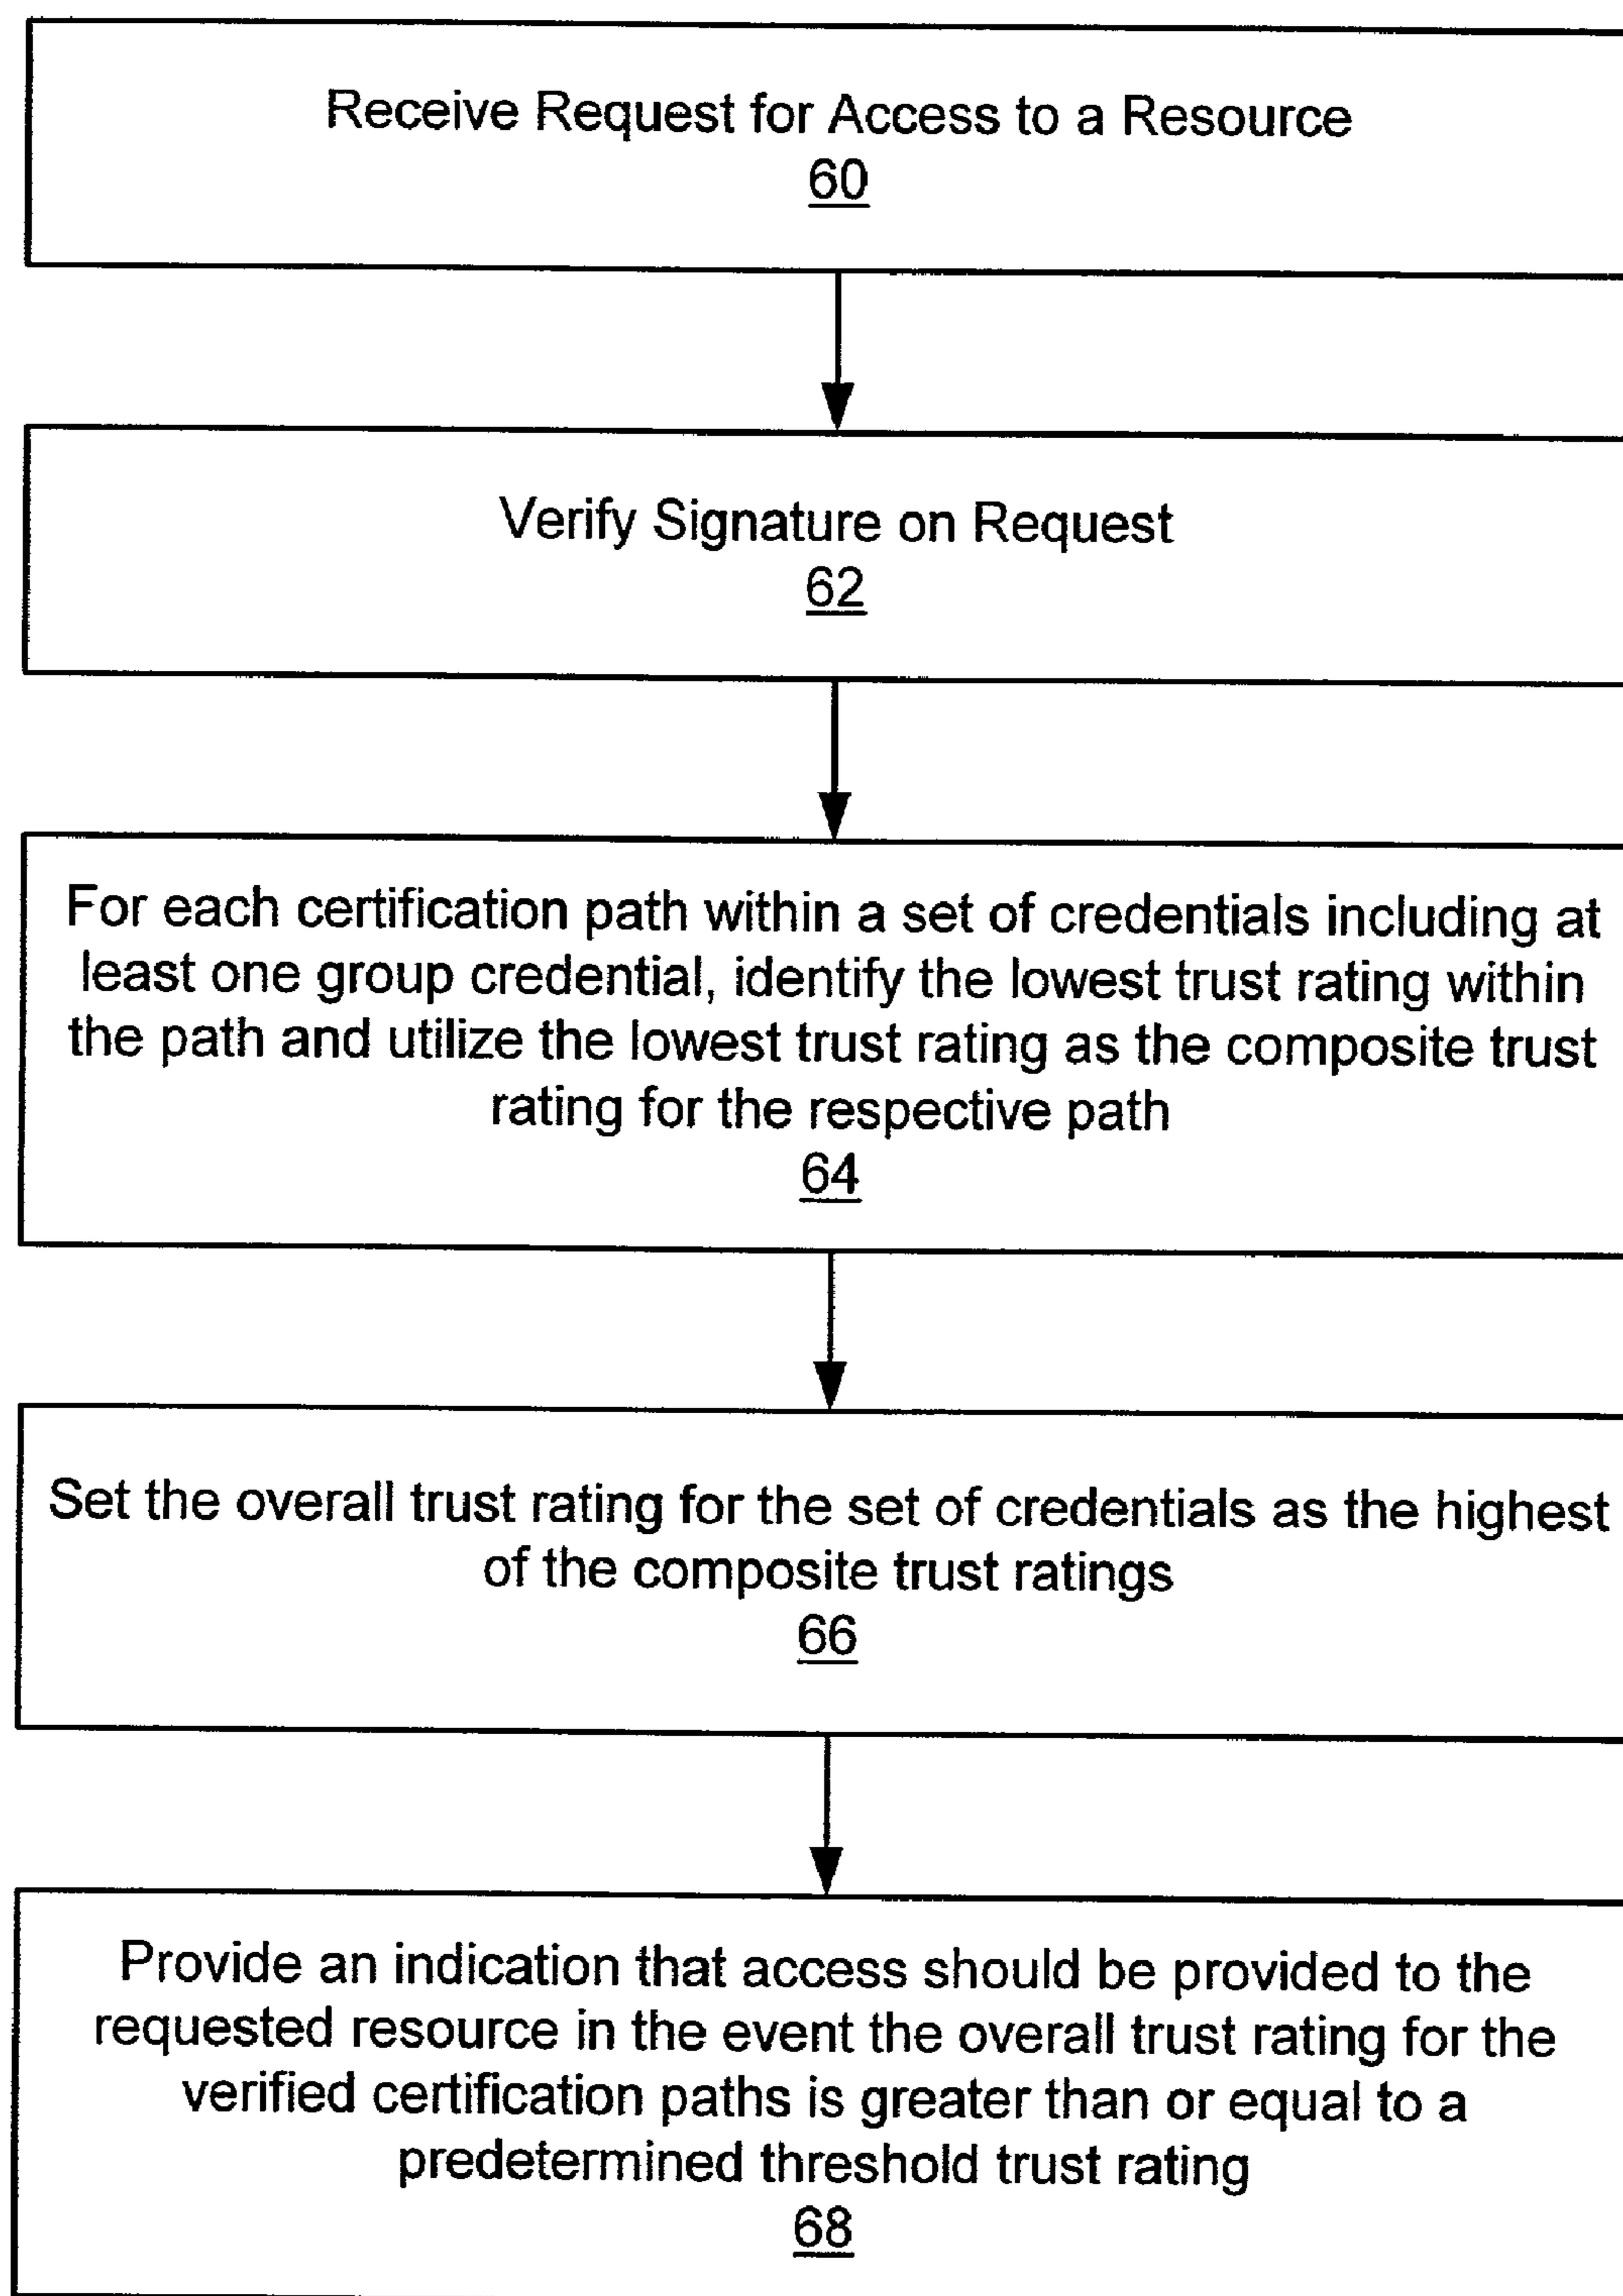 Receive Request for Access to a Resource
60
Verify Signature on Request
62
For each certification path within a set of credentials including at
least one group credential, identify the lowest trust rating within
the path and utilize the lowest trust rating as the composite trust
rating for the respective path
64
Set the overall trust rating for the set of credentials as the highest
of the composite trust ratings
66
Provide an indication that access should be provided to the
requested resource in the event the overall trust rating for the
verified certification paths is greater than or equal to a
predetermined threshold trust rating
68